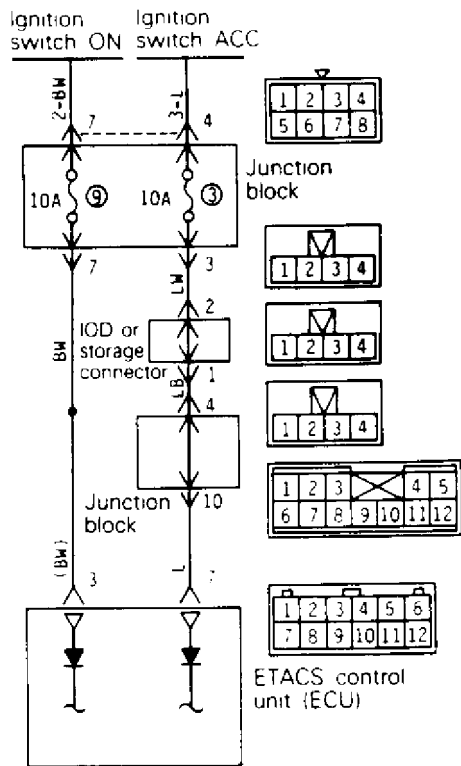 Ignition
switch ON
Ignition
switch ACC
2-BW
3-L
7
4
1 2 3 4
5 6 7 8
Junction
block
10A ⑨
10A ③
7
3
1 2 3 4
LW
2
IOD or
storage
connector
1 2 3 4
BW
1
LB
4
1 2 3 4
Junction
block
10
1 2 3 4 5
6 7 8 9 10 11 12
(BW)
3
L
7
1 2 3 4 5 6
7 8 9 10 11 12
ETACS control
unit (ECU)